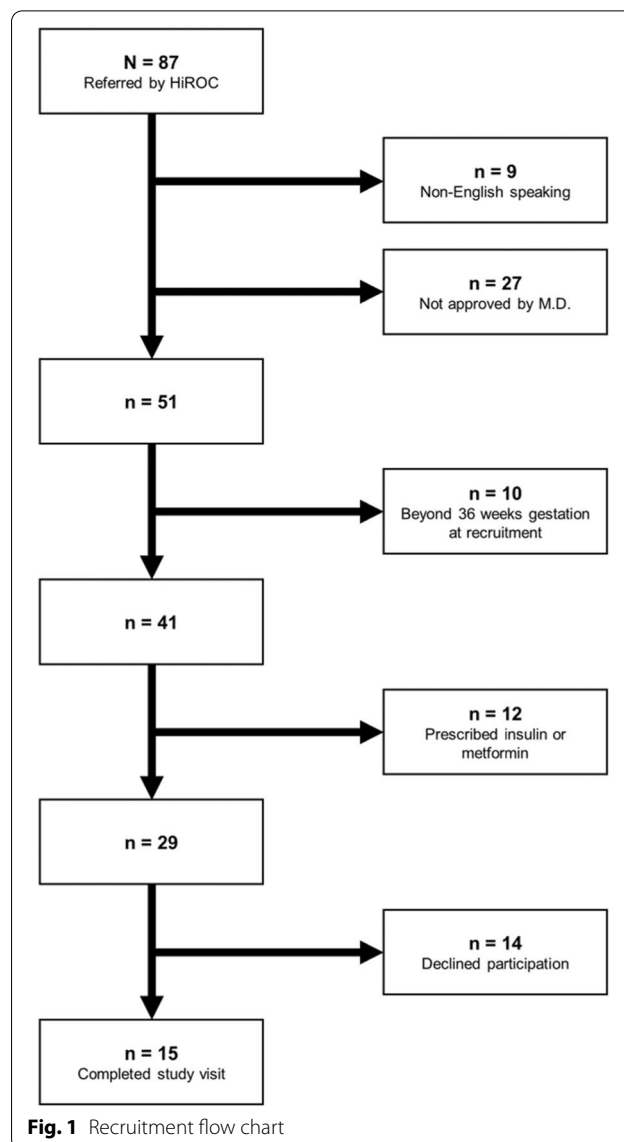 N = 87
Referred by HiROC
n = 9
Non-English speaking
n = 27
Not approved by M.D.
n = 51
n = 10
Beyond 36 weeks gestation
at recruitment
n = 41
n = 12
Prescribed insulin or
metformin
n = 29
n = 14
Declined participation
n = 15
Completed study visit
Fig. 1 Recruitment flow chart